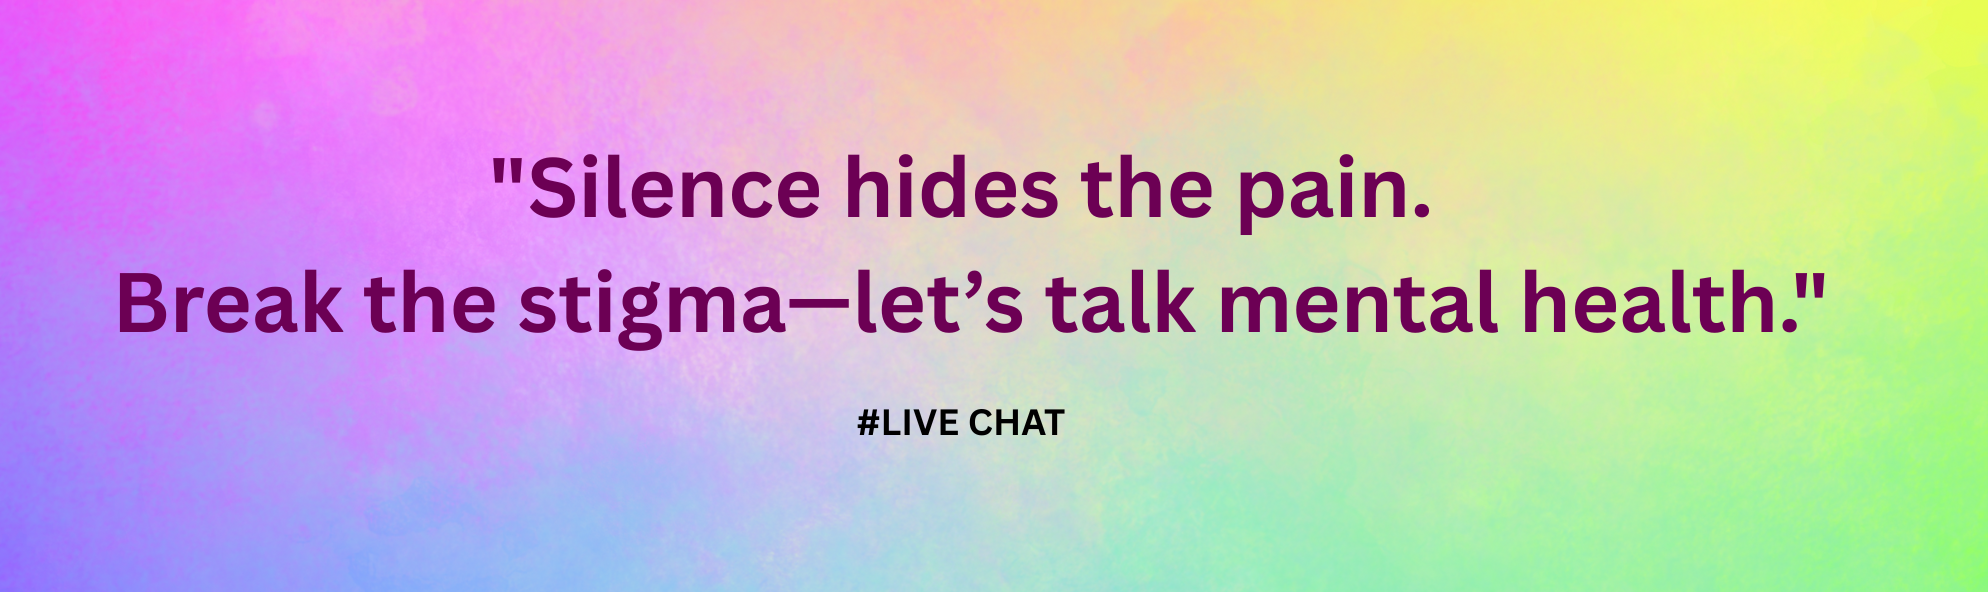 "Silence hides the pain.
Break the stigma—let’s talk mental health."
#LIVE CHAT